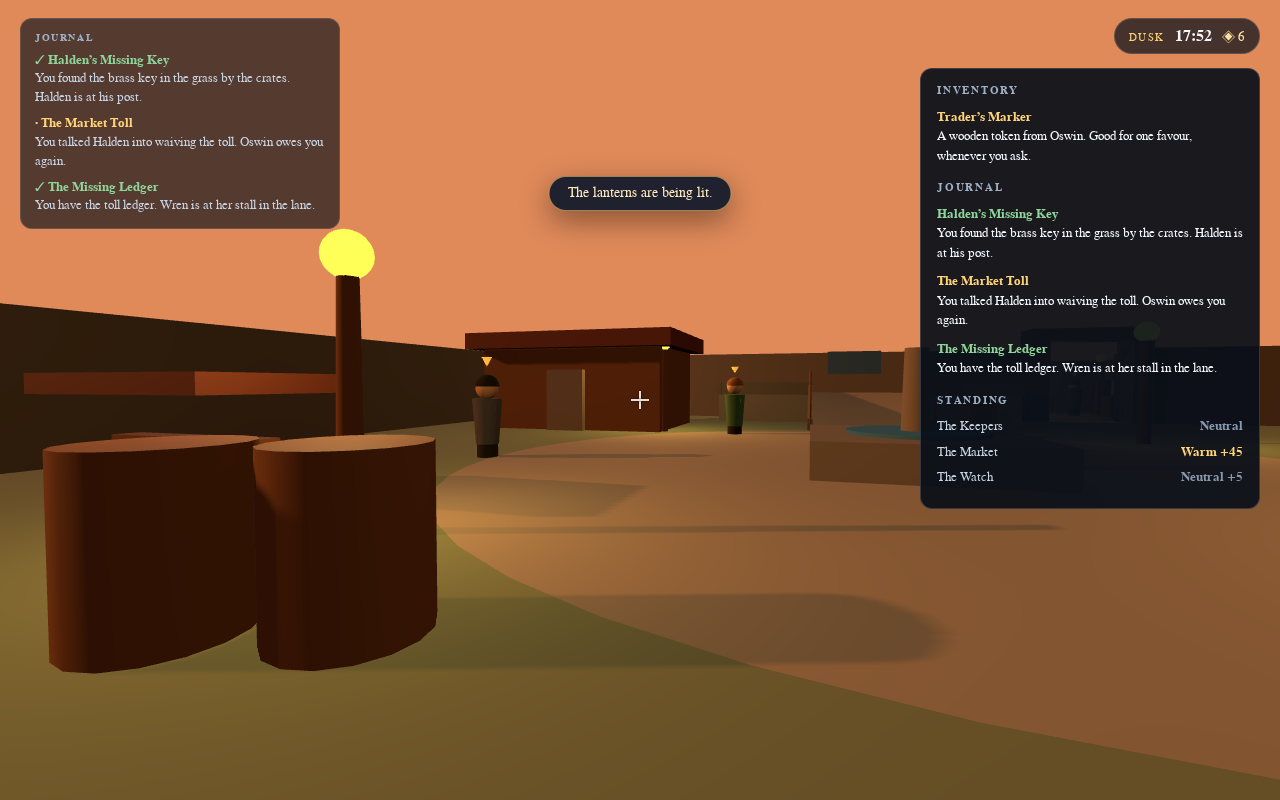 JOURNAL
✓ Halden's Missing Key
You found the brass key in the grass by the crates.
Halden is at his post.
· The Market Toll
You talked Halden into waiving the toll. Oswin owes you
again.
✓ The Missing Ledger
You have the toll ledger. Wren is at her stall in the lane.
The lanterns are being lit.
DUSK 17:52 ◈ 6
INVENTORY
Trader's Marker
A wooden token from Oswin. Good for one favour,
whenever you ask.
JOURNAL
Halden's Missing Key
You found the brass key in the grass by the crates. Halden is
at his post.
The Market Toll
You talked Halden into waiving the toll. Oswin owes you
again.
The Missing Ledger
You have the toll ledger. Wren is at her stall in the lane.
STANDING
The Keepers Neutral
The Market Warm +45
The Watch Neutral +5